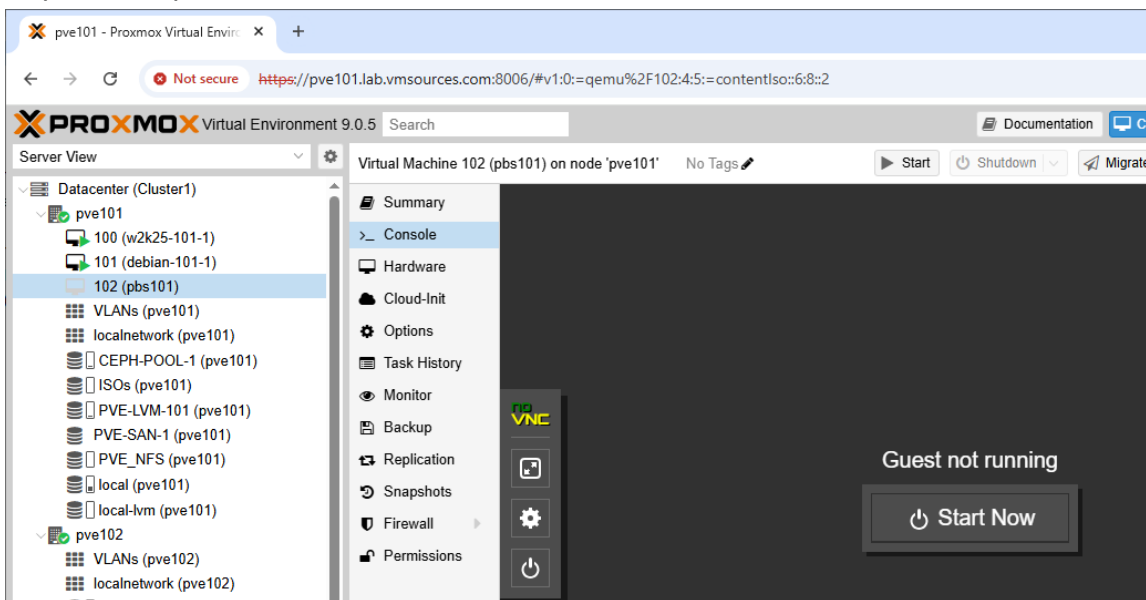 pve101 - Proxmox Virtual Enviro
Not secure https://pve101.lab.vmsources.com:8006/#v1:0:=qemu%2F102:4:5:=contentIso::6:8::2
PROXMOX Virtual Environment 9.0.5 Search Documentation C
Server View
Virtual Machine 102 (pbs101) on node 'pve101' No Tags Start Shutdown Migrate
Datacenter (Cluster1)
pve101
100 (w2k25-101-1)
101 (debian-101-1)
102 (pbs101)
VLANs (pve101)
localnetwork (pve101)
CEPH-POOL-1 (pve101)
ISOs (pve101)
PVE-LVM-101 (pve101)
PVE-SAN-1 (pve101)
PVE_NFS (pve101)
local (pve101)
local-lvm (pve101)
pve102
VLANs (pve102)
localnetwork (pve102)
Summary
Console
Hardware
Cloud-Init
Options
Task History
Monitor
Backup
Replication
Snapshots
Firewall
Permissions
no
VNC
Guest not running
Start Now